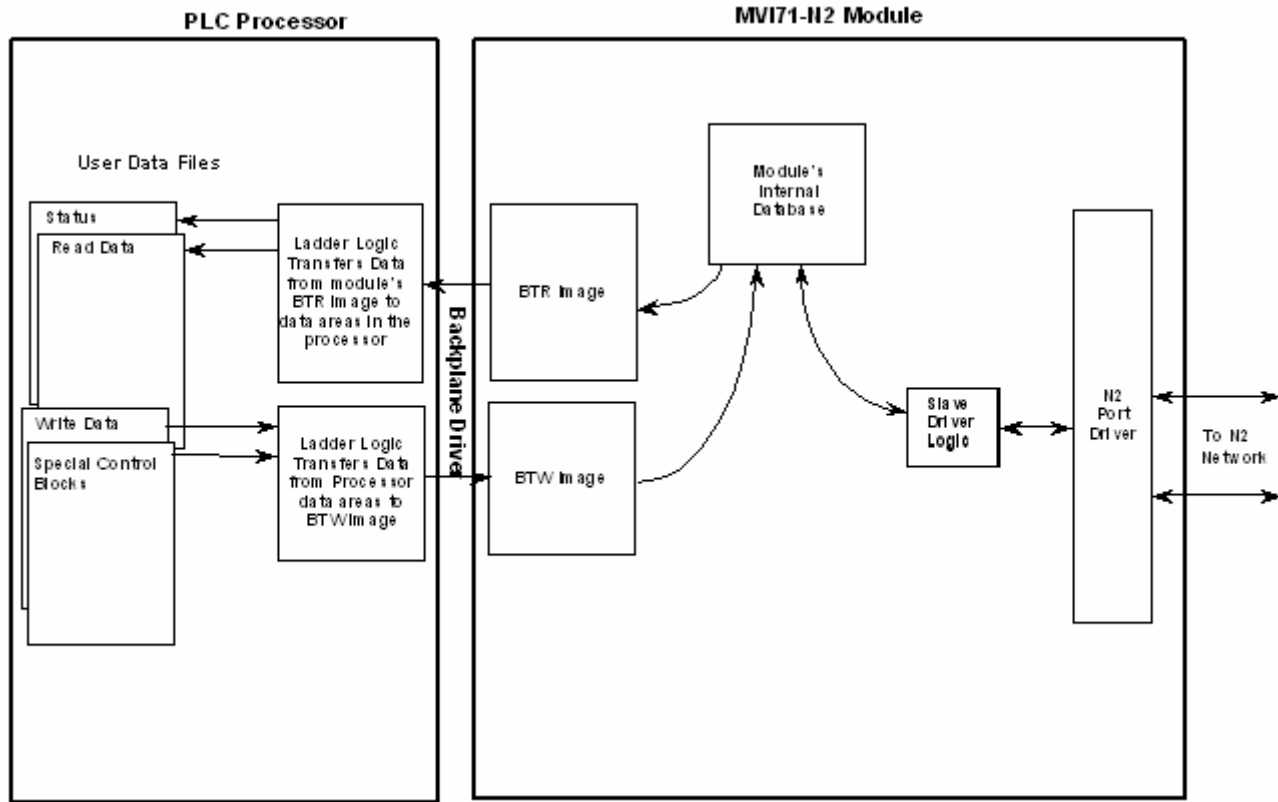 PLC Processor
MVI71-N2 Module
User Data Files
Status
Read Data
Write Data
Special Control
Blocks
Ladder Logic
Transfers Data
from module's
BTR Image to
data areas in the
processor
Ladder Logic
Transfers Data
from Processor
data areas to
BTWImage
Backplane Driver
BTR Image
BTW Image
Module's
Internal
Database
Slave
Driver
Logic
N2
Port
Driver
To N2
Network